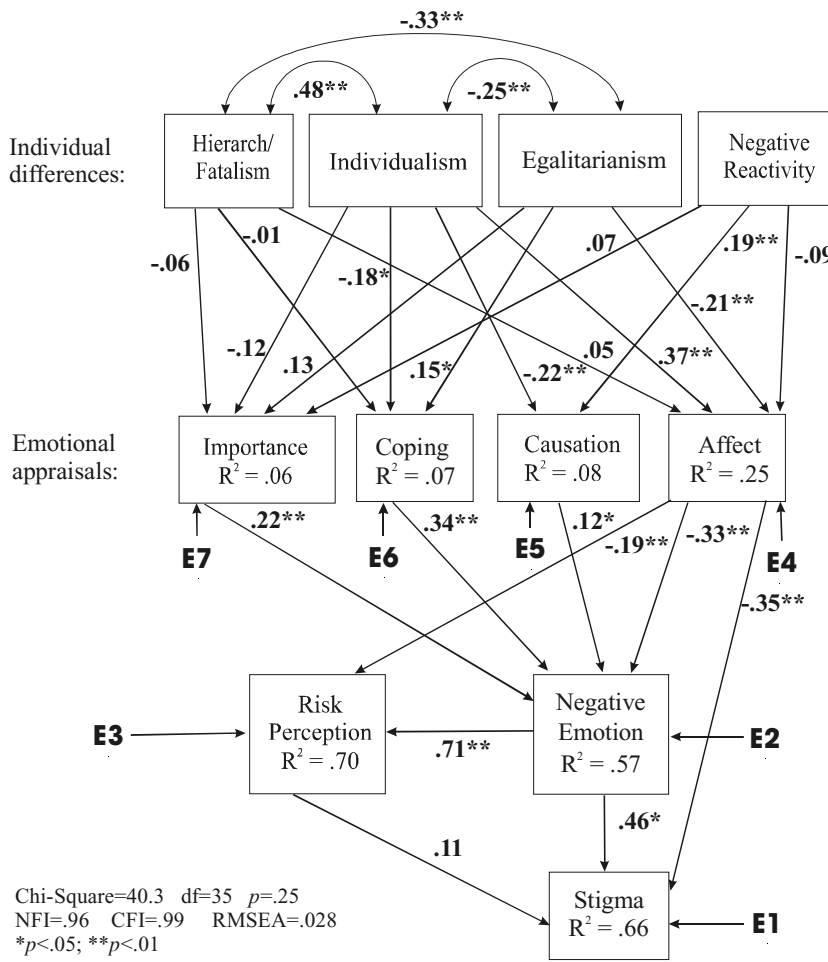 -.33**
.48**
-.25**
Individual
differences:
Hierarch/
Fatalism
Individualism
Egalitarianism
Negative
Reactivity
-.01
.07
.19**
-.09
-.06
-.18*
-.21**
-.12
.13
.15*
-.22**
.05
.37**
Emotional
appraisals:
Importance
R² = .06
Coping
R² = .07
Causation
R² = .08
Affect
R² = .25
.22**
.34**
.12*
-.19**
-.33**
E7
E6
E5
E4
-.35**
Risk
Perception
R² = .70
Negative
Emotion
R² = .57
E3
E2
.71**
.46*
.11
Stigma
R² = .66
E1
Chi-Square=40.3 df=35 p=.25
NFI=.96 CFI=.99 RMSEA=.028
*p<.05; **p<.01